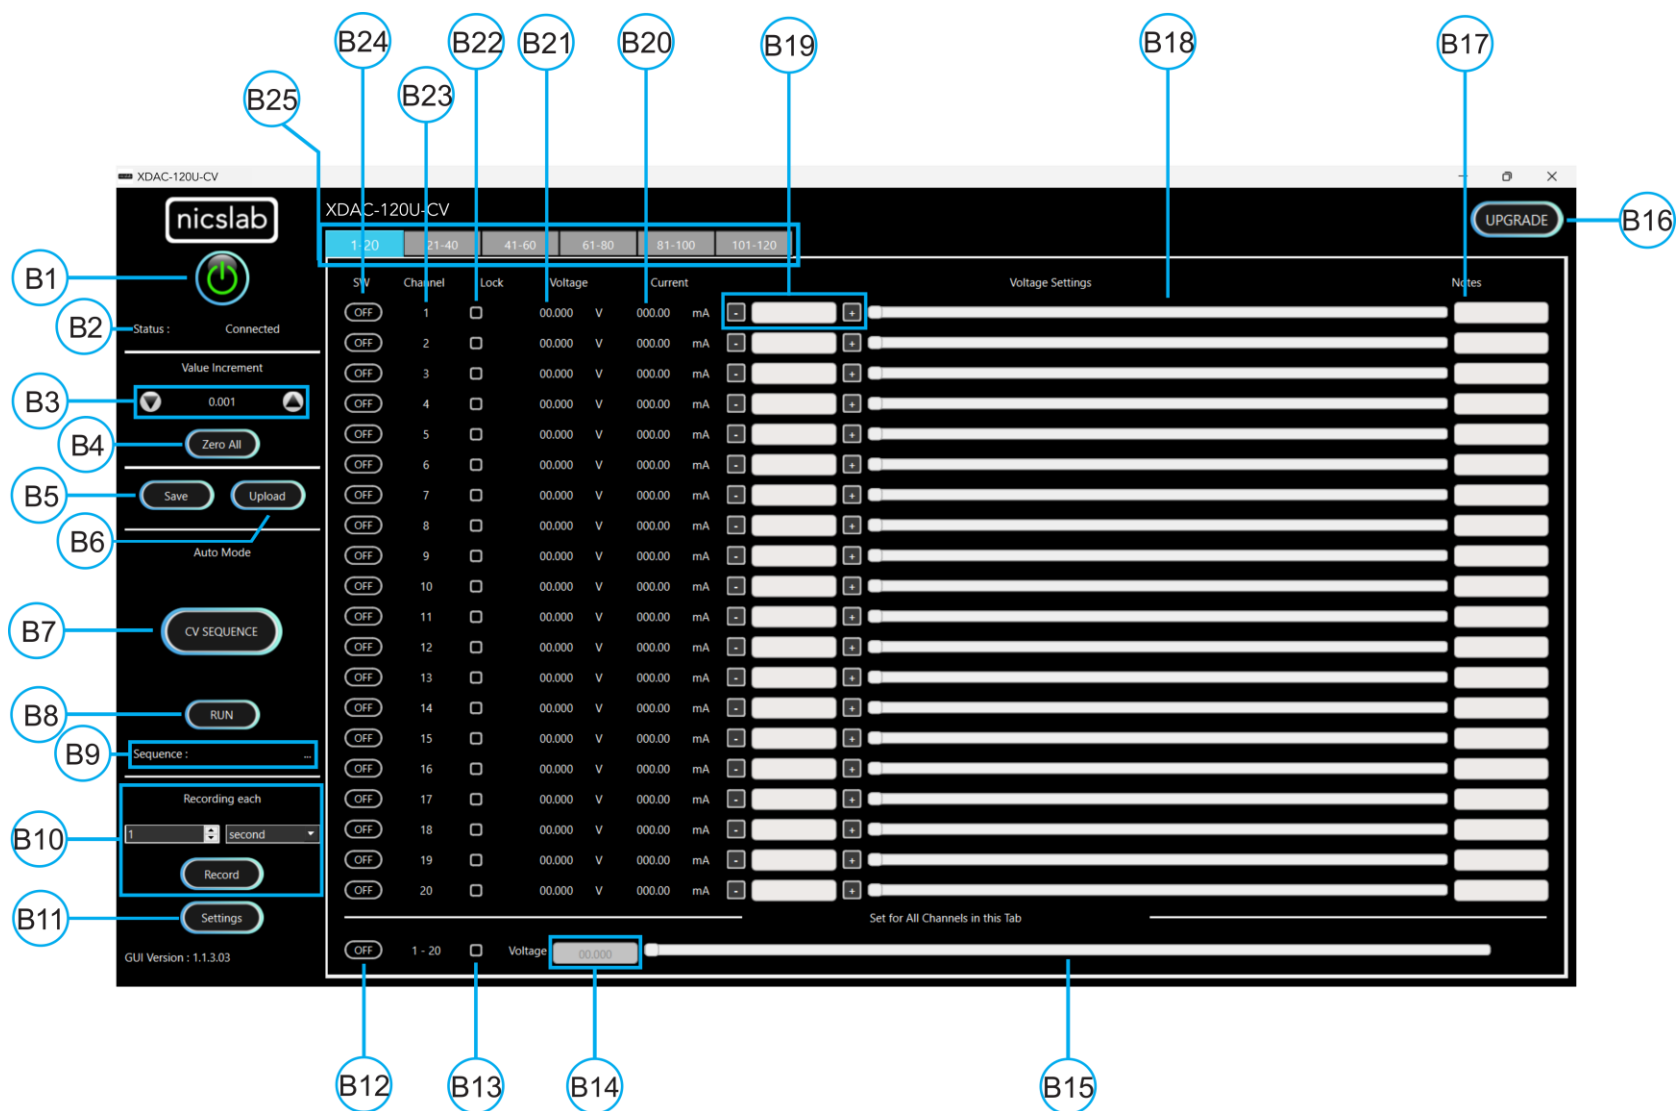 B24 B22 B21 B20 B19 B18 B17
B25 B23
XDAC-120U-CV
nicslab
XDAC-120U-CV
UPGRADE
B16
1-20 21-40 41-60 61-80 81-100 101-120
B1
SW Channel Lock Voltage Current Voltage Settings Notes
OFF 1 00.000 V 000.00 mA - +
B2
Status : Connected
OFF 2 00.000 V 000.00 mA - +
Value Increment
OFF 3 00.000 V 000.00 mA - +
B3
0.001
OFF 4 00.000 V 000.00 mA - +
B4
Zero All
OFF 5 00.000 V 000.00 mA - +
OFF 6 00.000 V 000.00 mA - +
B5
Save Upload
OFF 7 00.000 V 000.00 mA - +
B6
OFF 8 00.000 V 000.00 mA - +
Auto Mode
OFF 9 00.000 V 000.00 mA - +
OFF 10 00.000 V 000.00 mA - +
OFF 11 00.000 V 000.00 mA - +
B7
CV SEQUENCE
OFF 12 00.000 V 000.00 mA - +
OFF 13 00.000 V 000.00 mA - +
B8
RUN
OFF 14 00.000 V 000.00 mA - +
B9
Sequence : ...
OFF 15 00.000 V 000.00 mA - +
OFF 16 00.000 V 000.00 mA - +
Recording each
OFF 17 00.000 V 000.00 mA - +
B10
1 second
OFF 18 00.000 V 000.00 mA - +
OFF 19 00.000 V 000.00 mA - +
Record
OFF 20 00.000 V 000.00 mA - +
B11
Settings
Set for All Channels in this Tab
GUI Version : 1.1.3.03
OFF 1 - 20 Voltage 00.000
B12 B13 B14 B15